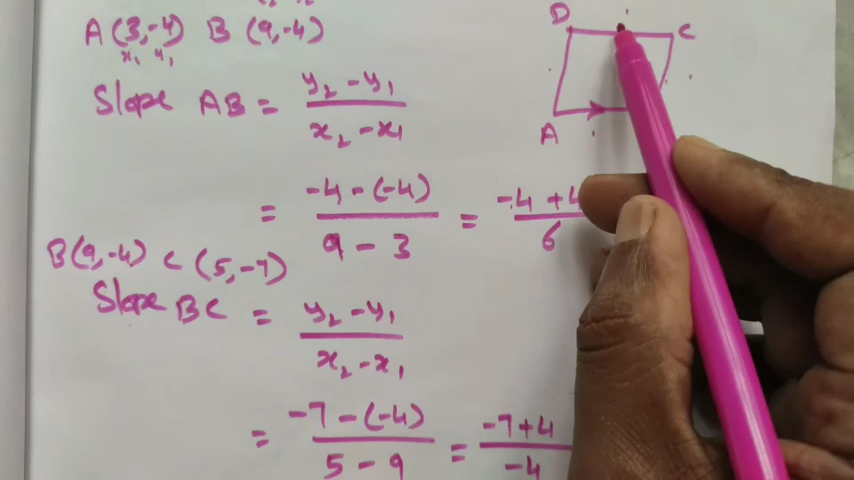 D
C
A (3,-4) B (9,-4)
x₁ y₁
Slope AB = y₂ - y₁ / x₂ - x₁
A
= -4 - (-4) / 9 - 3 = -4 + 4 / 6
B(9,-4) C (5,-7)
Slope BC = y₂ - y₁ / x₂ - x₁
= -7 - (-4) / 5 - 9 = -7 + 4 / -4